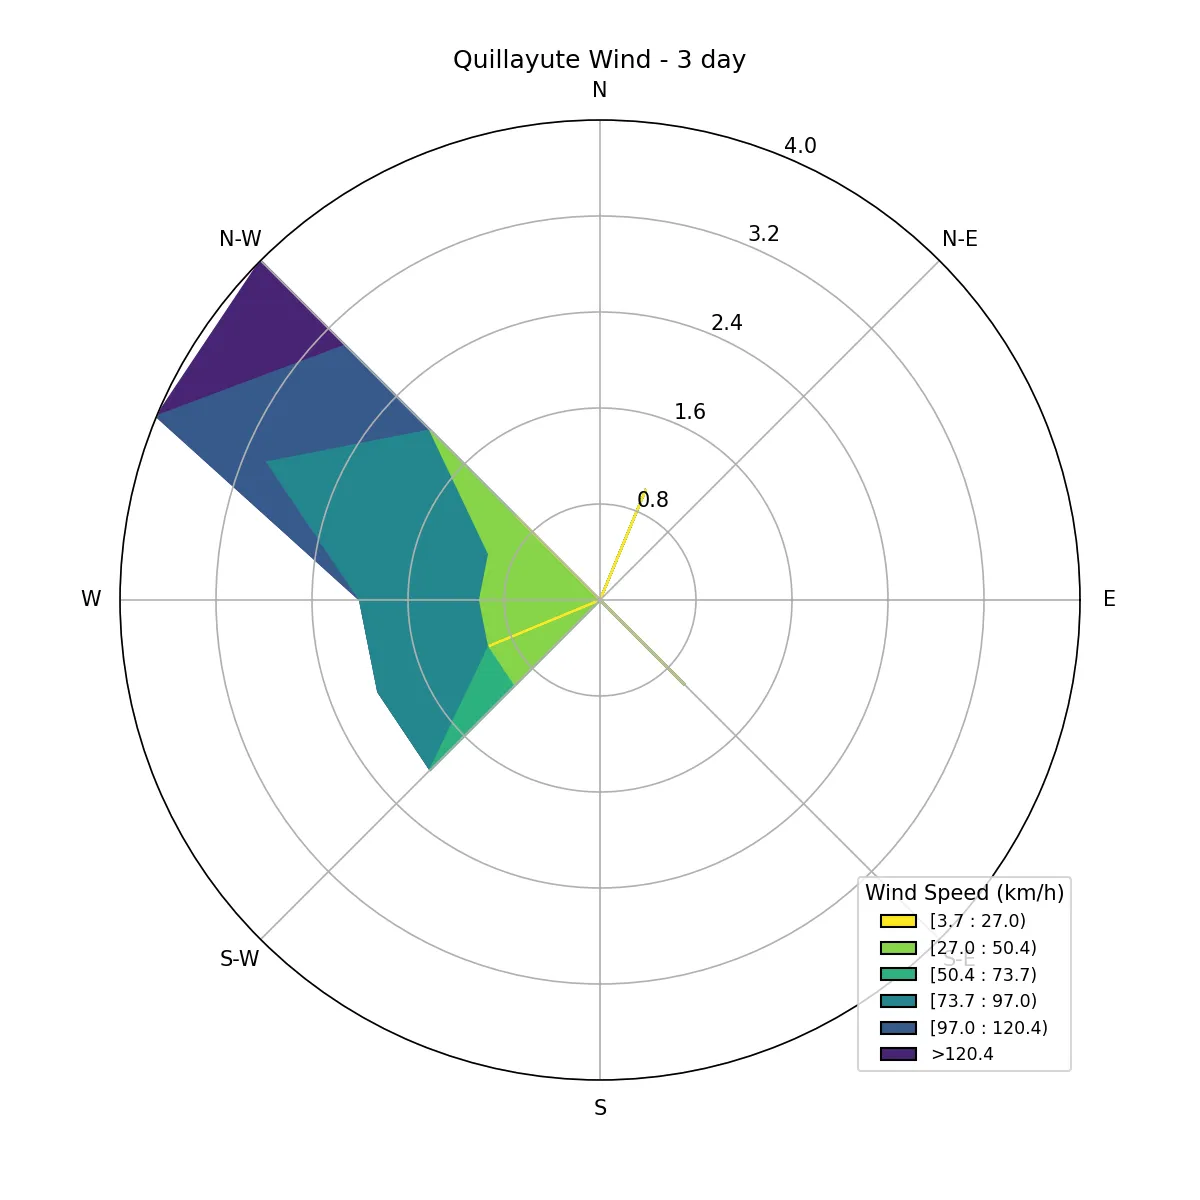 Quillayute Wind - 3 day
N
4.0
N-W
3.2
N-E
2.4
1.6
0.8
W
E
S-W
S-E
Wind Speed (km/h)
[3.7 : 27.0)
[27.0 : 50.4)
[50.4 : 73.7)
[73.7 : 97.0)
[97.0 : 120.4)
>120.4
S